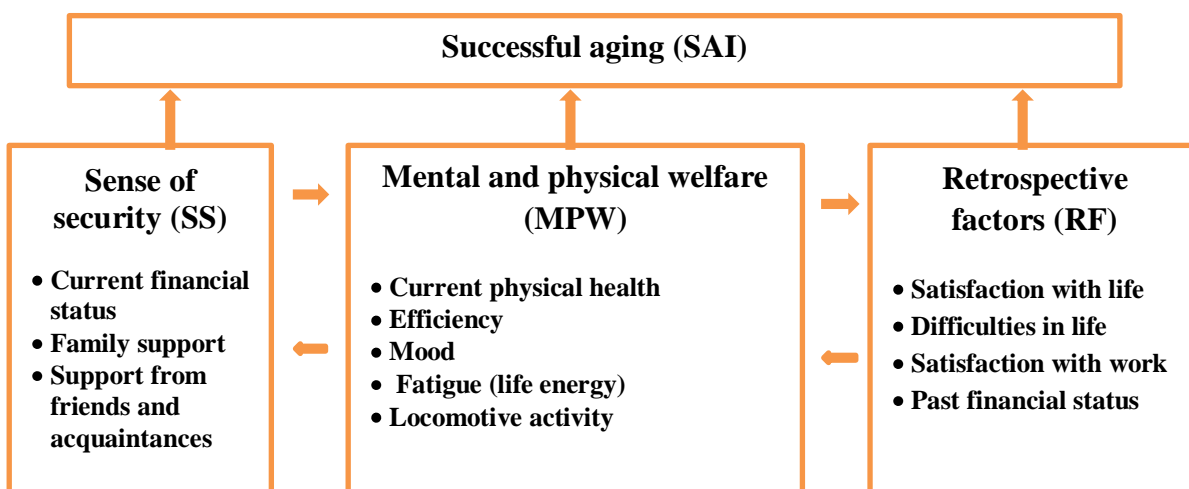 Successful aging (SAI)
Sense of
security (SS)
• Current financial
status
• Family support
• Support from
friends and
acquaintances
Mental and physical welfare
(MPW)
• Current physical health
• Efficiency
• Mood
• Fatigue (life energy)
• Locomotive activity
Retrospective
factors (RF)
• Satisfaction with life
• Difficulties in life
• Satisfaction with work
• Past financial status